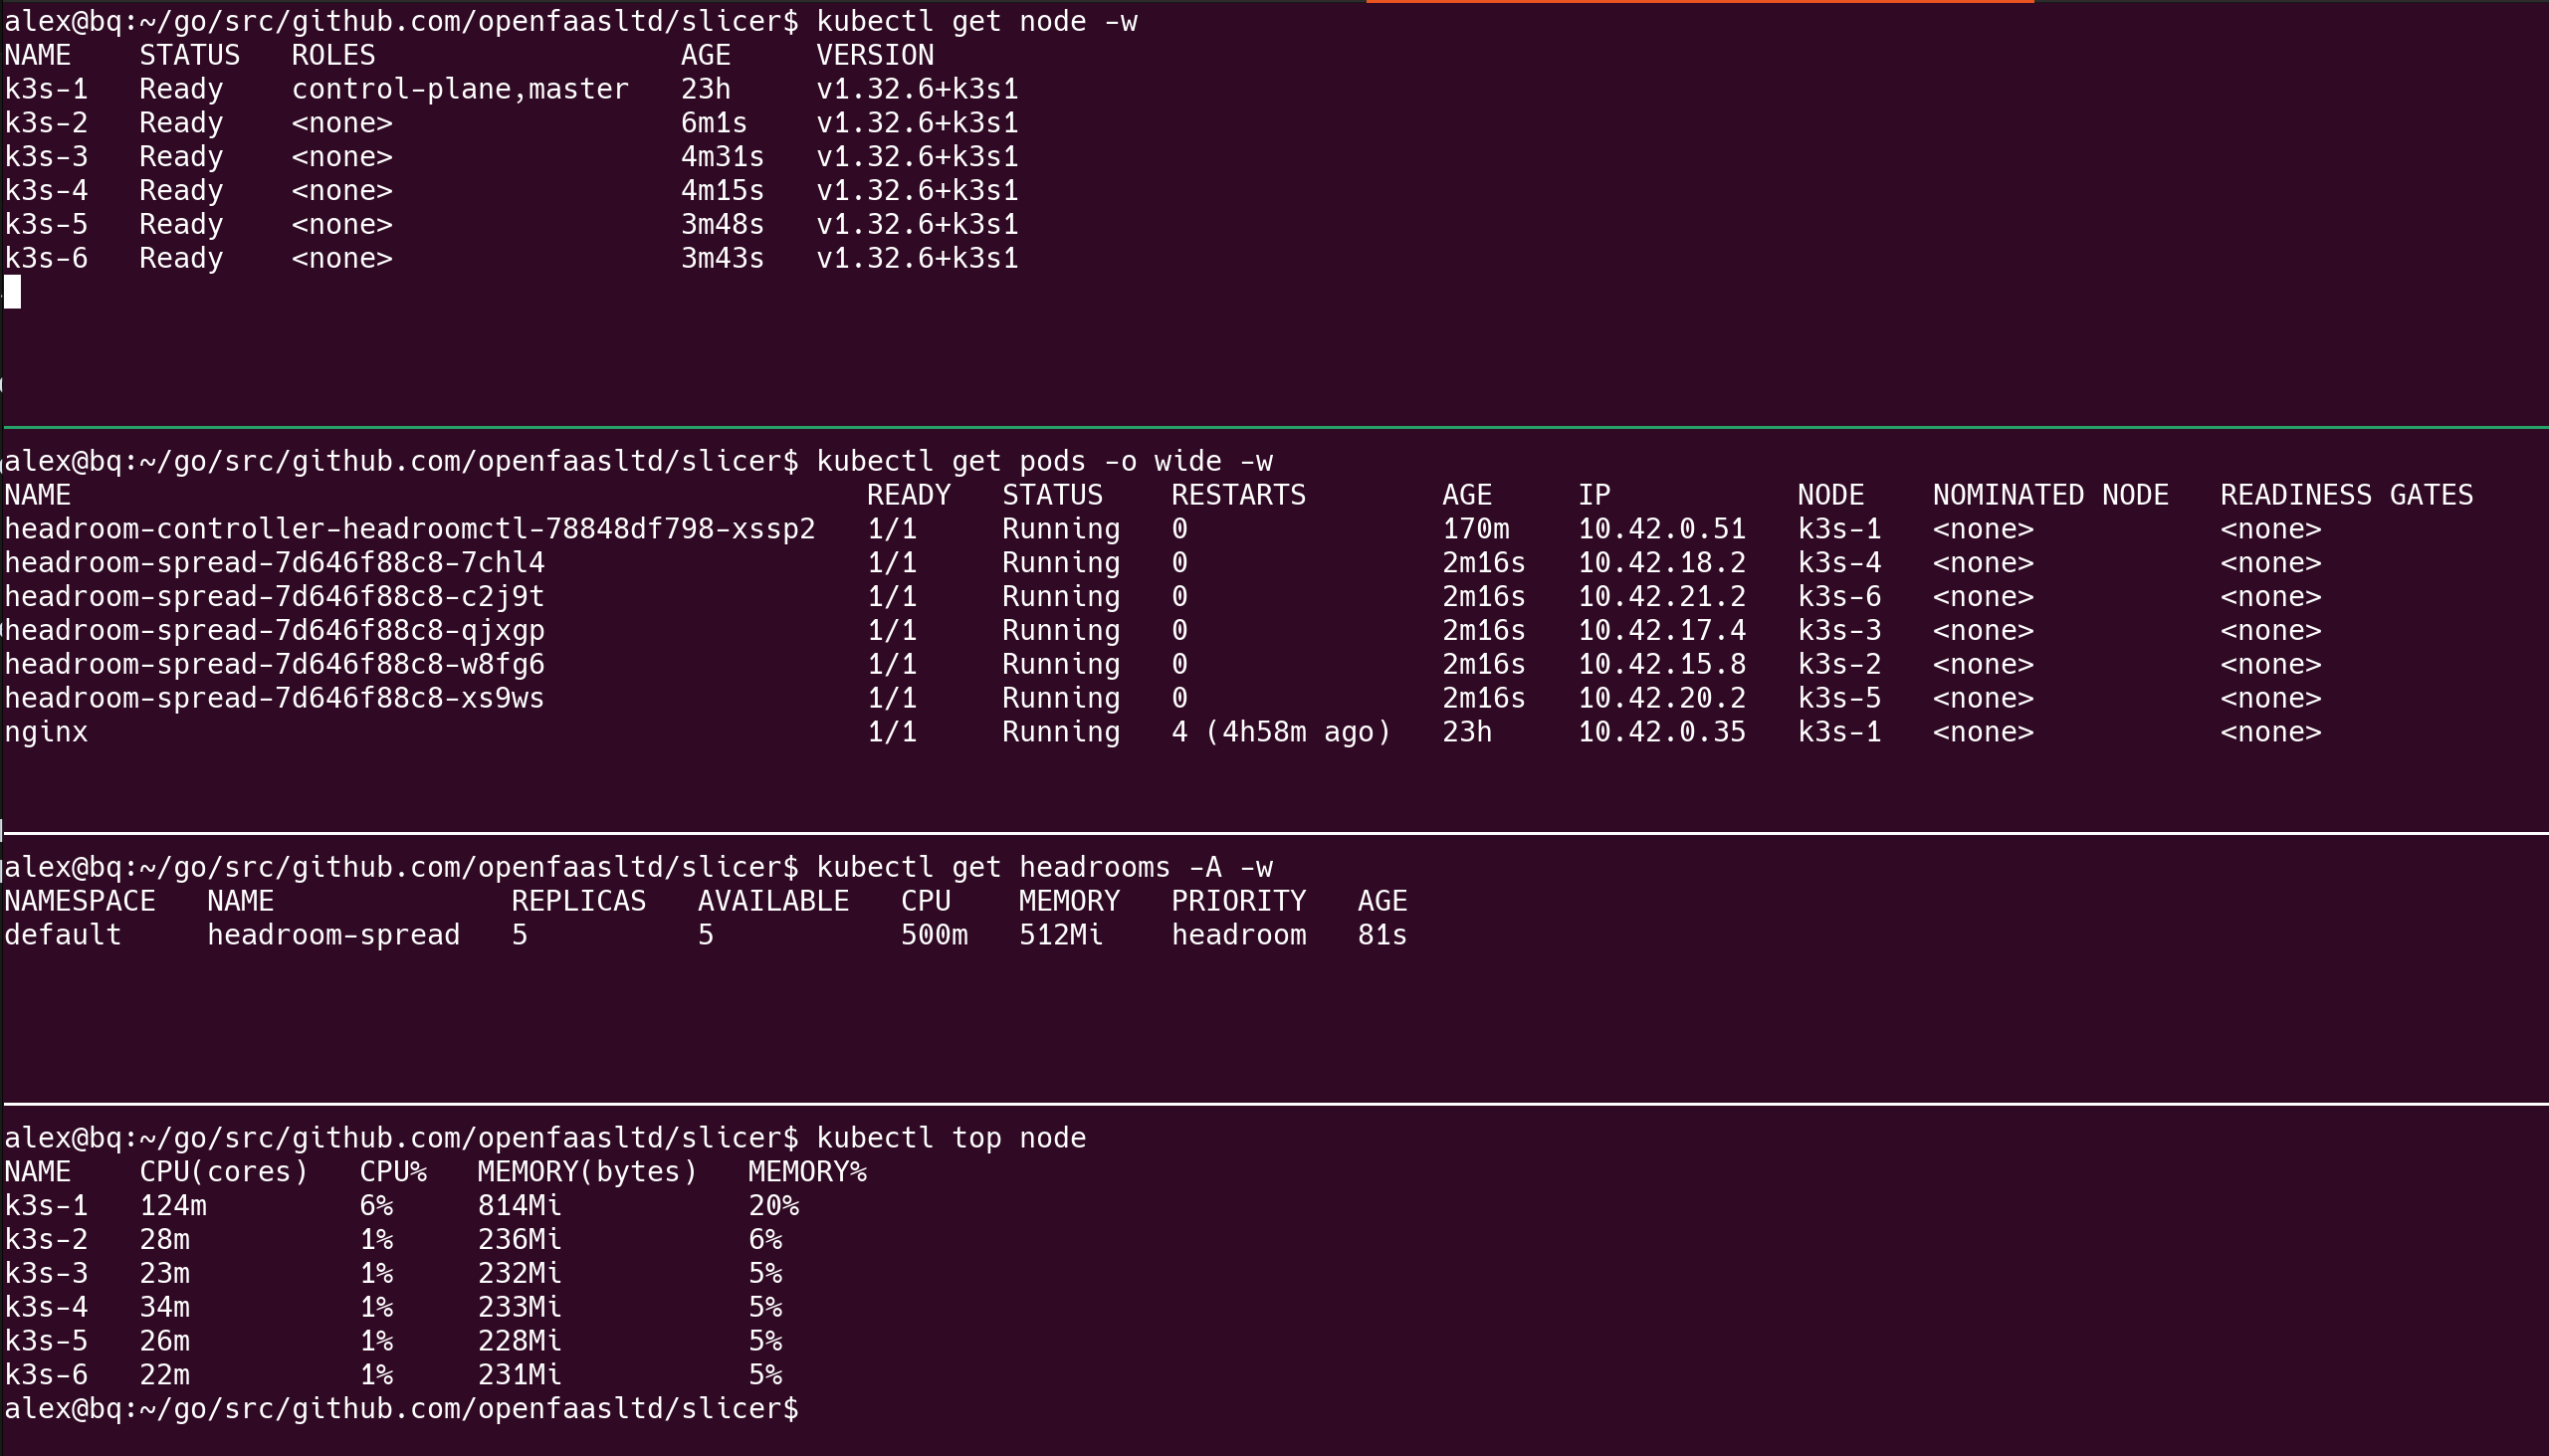 alex@bq:~/go/src/github.com/openfaasltd/slicer$ kubectl get node -w
NAME    STATUS   ROLES                  AGE     VERSION
k3s-1   Ready    control-plane,master   23h     v1.32.6+k3s1
k3s-2   Ready    <none>                 6m1s    v1.32.6+k3s1
k3s-3   Ready    <none>                 4m31s   v1.32.6+k3s1
k3s-4   Ready    <none>                 4m15s   v1.32.6+k3s1
k3s-5   Ready    <none>                 3m48s   v1.32.6+k3s1
k3s-6   Ready    <none>                 3m43s   v1.32.6+k3s1
alex@bq:~/go/src/github.com/openfaasltd/slicer$ kubectl get pods -o wide -w
NAME                                               READY   STATUS    RESTARTS        AGE     IP           NODE    NOMINATED NODE   READINESS GATES
headroom-controller-headroomctl-78848df798-xssp2   1/1     Running   0               170m    10.42.0.51   k3s-1   <none>           <none>
headroom-spread-7d646f88c8-7chl4                   1/1     Running   0               2m16s   10.42.18.2   k3s-4   <none>           <none>
headroom-spread-7d646f88c8-c2j9t                   1/1     Running   0               2m16s   10.42.21.2   k3s-6   <none>           <none>
headroom-spread-7d646f88c8-qjxgp                   1/1     Running   0               2m16s   10.42.17.4   k3s-3   <none>           <none>
headroom-spread-7d646f88c8-w8fg6                   1/1     Running   0               2m16s   10.42.15.8   k3s-2   <none>           <none>
headroom-spread-7d646f88c8-xs9ws                   1/1     Running   0               2m16s   10.42.20.2   k3s-5   <none>           <none>
nginx                                              1/1     Running   4 (4h58m ago)   23h     10.42.0.35   k3s-1   <none>           <none>
alex@bq:~/go/src/github.com/openfaasltd/slicer$ kubectl get headrooms -A -w
NAMESPACE   NAME              REPLICAS   AVAILABLE   CPU    MEMORY   PRIORITY   AGE
default     headroom-spread   5          5           500m   512Mi    headroom   81s
alex@bq:~/go/src/github.com/openfaasltd/slicer$ kubectl top node
NAME    CPU(cores)   CPU%   MEMORY(bytes)   MEMORY%
k3s-1   124m         6%     814Mi           20%
k3s-2   28m          1%     236Mi           6%
k3s-3   23m          1%     232Mi           5%
k3s-4   34m          1%     233Mi           5%
k3s-5   26m          1%     228Mi           5%
k3s-6   22m          1%     231Mi           5%
alex@bq:~/go/src/github.com/openfaasltd/slicer$